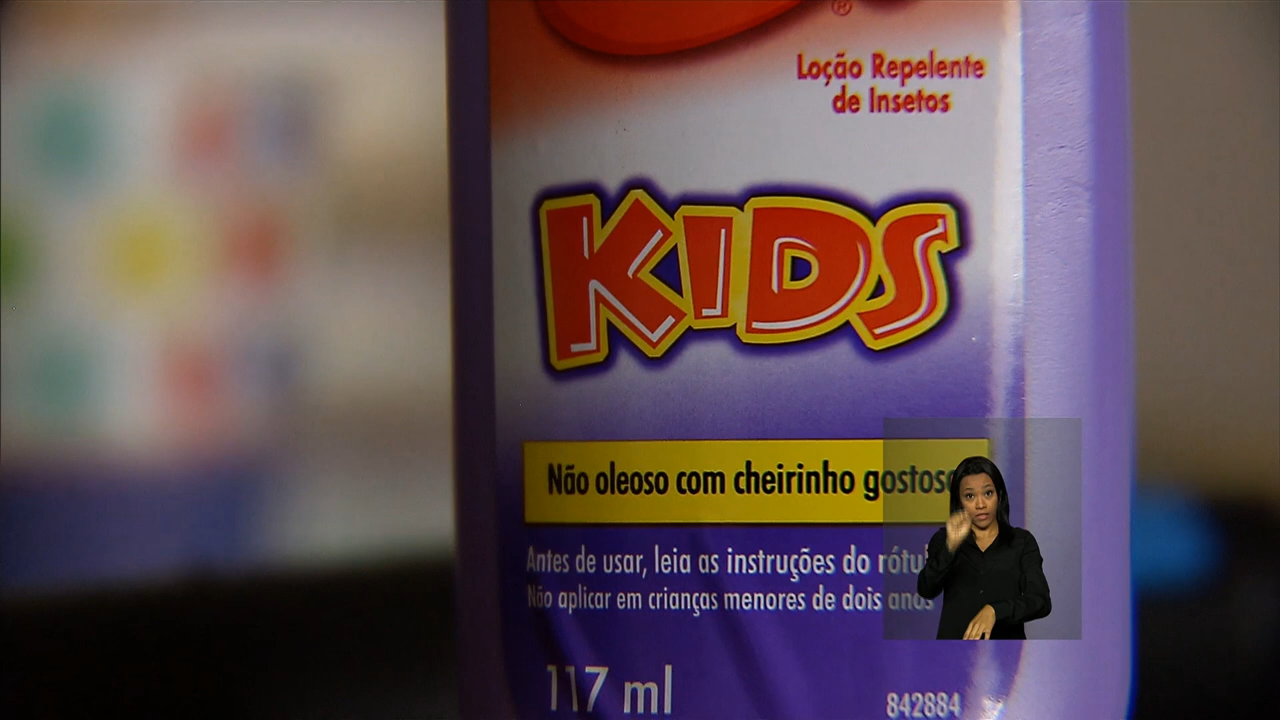 ®
Loção Repelente
de Insetos
KIDS
Não oleoso com cheirinho gostoso
Antes de usar, leia as instruções do
Não aplicar em crianças menores de dois anos
117 ml
842884